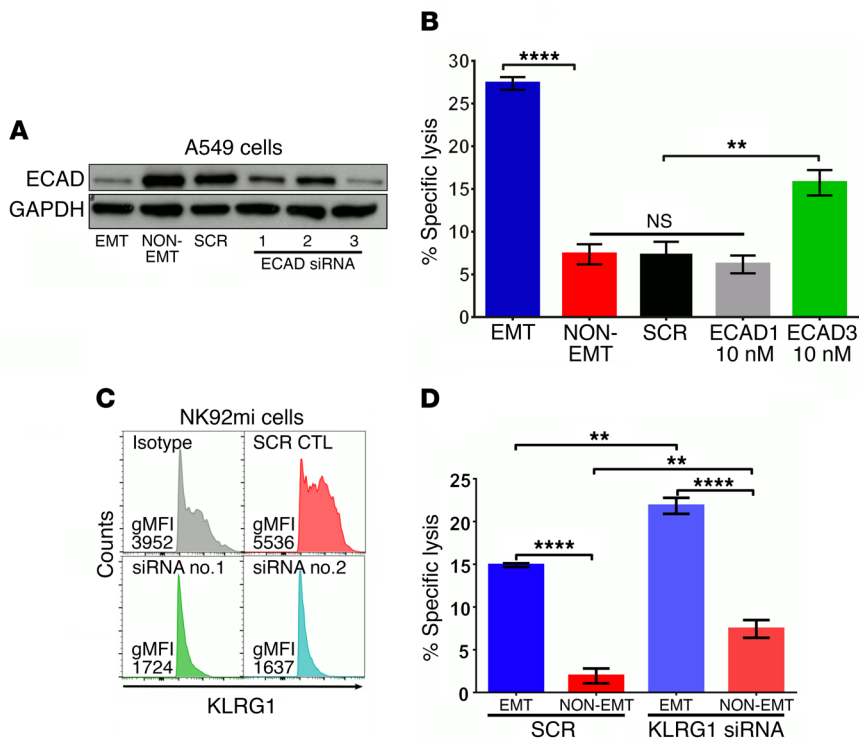 A
A549 cells
ECAD
GAPDH
EMT NON-EMT SCR 1 2 3
ECAD siRNA
B
% Specific lysis
30
25
20
15
10
5
0
****
**
NS
EMT NON-EMT SCR ECAD1 10 nM ECAD3 10 nM
C
NK92mi cells
Counts
Isotype
gMFI
3952
SCR CTL
gMFI
5536
siRNA no.1
gMFI
1724
siRNA no.2
gMFI
1637
KLRG1
D
% Specific lysis
25
20
15
10
5
0
**
**
****
****
EMT NON-EMT EMT NON-EMT
SCR KLRG1 siRNA